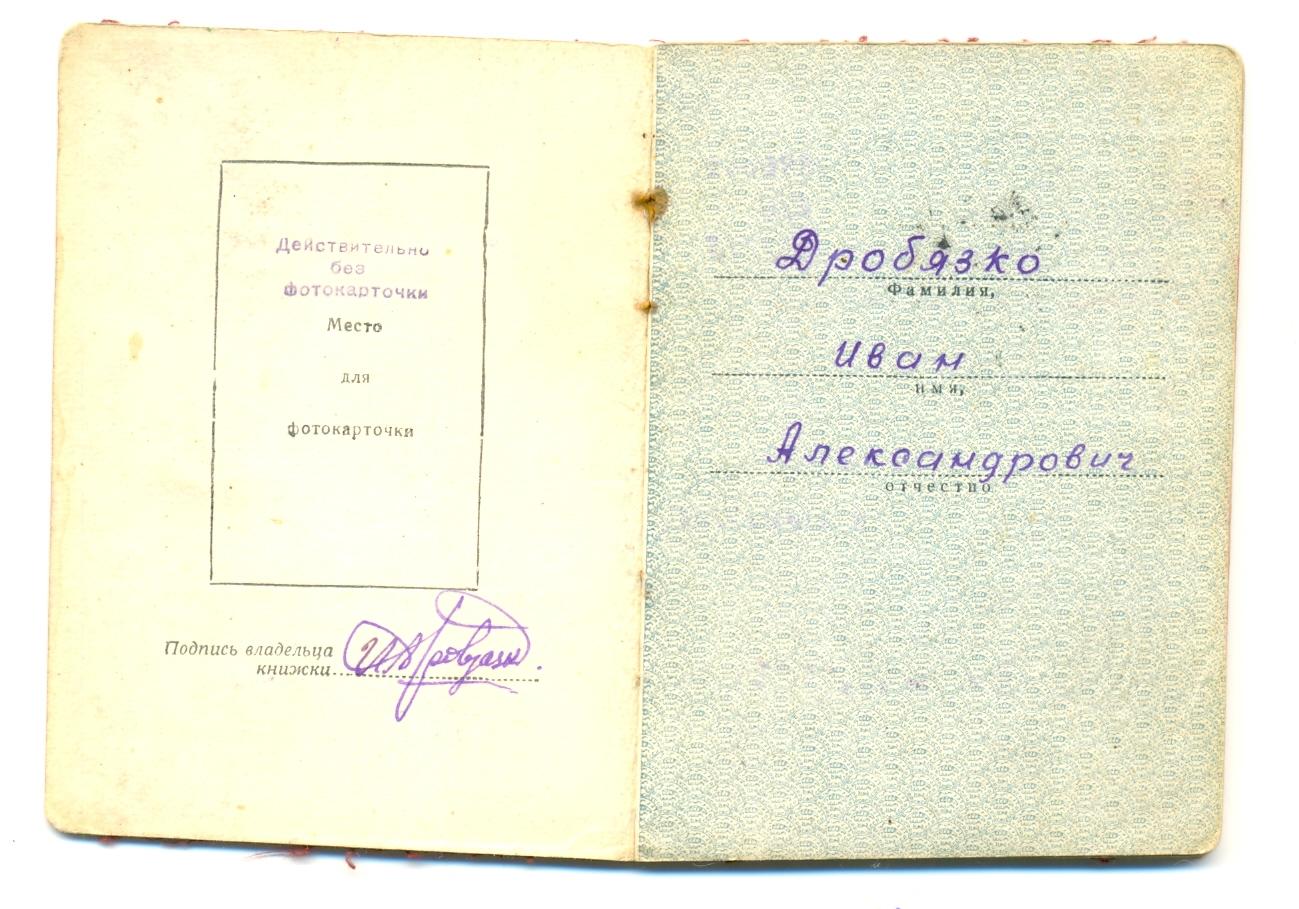 Действительно
без
фотокарточки
Место
для
фотокарточки
Подпись владельца
книжки
Дробязко
Фамилия,
Иван
имя,
Александрович
отчество